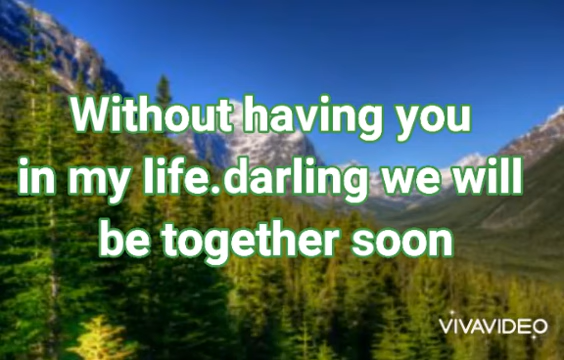 Without having you
in my life.darling we will
be together soon
VIVAVIDEO